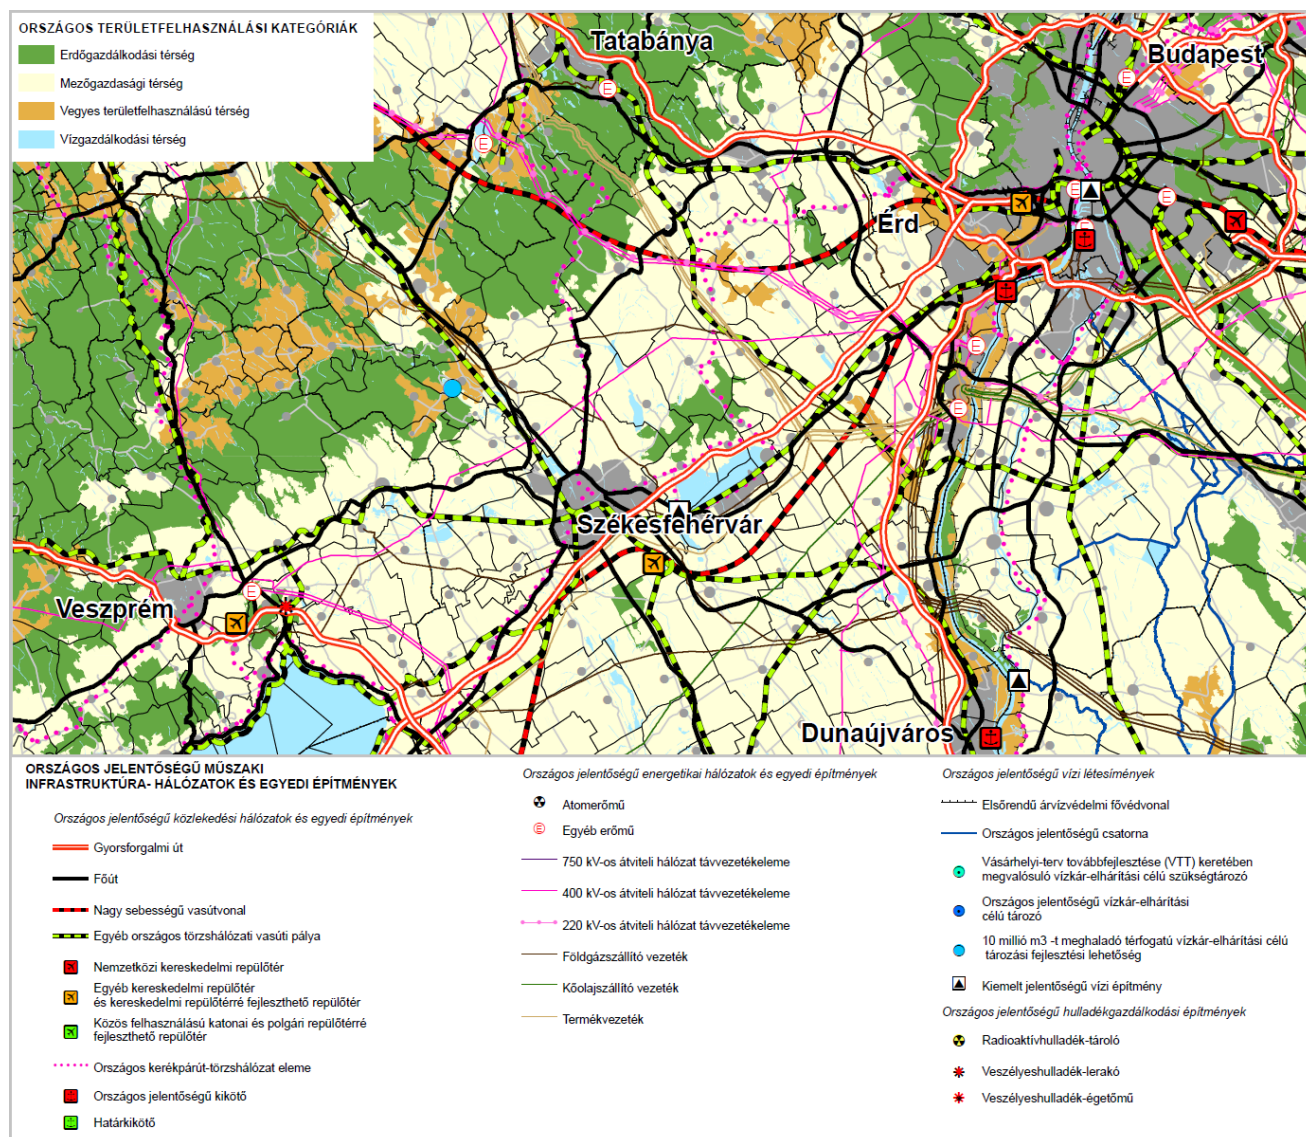 ORSZÁGOS TERÜLETFELHASZNÁLÁSI KATEGÓRIÁK
Erdőgazdálkodási térség
Mezőgazdasági térség
Vegyes területfelhasználású térség
Vízgazdálkodási térség
Tatabánya
Budapest
Érd
Székesfehérvár
Veszprém
Dunaújváros
E
E
E
E
E
E
E
E
E
ORSZÁGOS JELENTŐSÉGŰ MŰSZAKI
INFRASTRUKTÚRA- HÁLÓZATOK ÉS EGYEDI ÉPÍTMÉNYEK
Országos jelentőségű közlekedési hálózatok és egyedi építmények
Gyorsforgalmi út
Főút
Nagy sebességű vasútvonal
Egyéb országos törzshálózati vasúti pálya
Nemzetközi kereskedelmi repülőtér
Egyéb kereskedelmi repülőtér
és kereskedelmi repülőtérré fejleszthető repülőtér
Közös felhasználású katonai és polgári repülőtérré
fejleszthető repülőtér
Országos kerékpárút-törzshálózat eleme
Országos jelentőségű kikötő
Határkikötő
Országos jelentőségű energetikai hálózatok és egyedi építmények
Atomerőmű
E Egyéb erőmű
750 kV-os átviteli hálózat távvezetékeleme
400 kV-os átviteli hálózat távvezetékeleme
220 kV-os átviteli hálózat távvezetékeleme
Földgázszállító vezeték
Kőolajszállító vezeték
Termékvezeték
Országos jelentőségű vízi létesímények
Elsőrendű árvízvédelmi fővédvonal
Országos jelentőségű csatorna
Vásárhelyi-terv továbbfejlesztése (VTT) keretében
megvalósuló vízkár-elhárítási célú szükségtározó
Országos jelentőségű vízkár-elhárítási
célú tározó
10 millió m3 -t meghaladó térfogatú vízkár-elhárítási célú
tározási fejlesztési lehetőség
Kiemelt jelentőségű vízi építmény
Országos jelentőségű hulladékgazdálkodási építmények
Radioaktívhulladék-tároló
Veszélyeshulladék-lerakó
Veszélyeshulladék-égetőmű